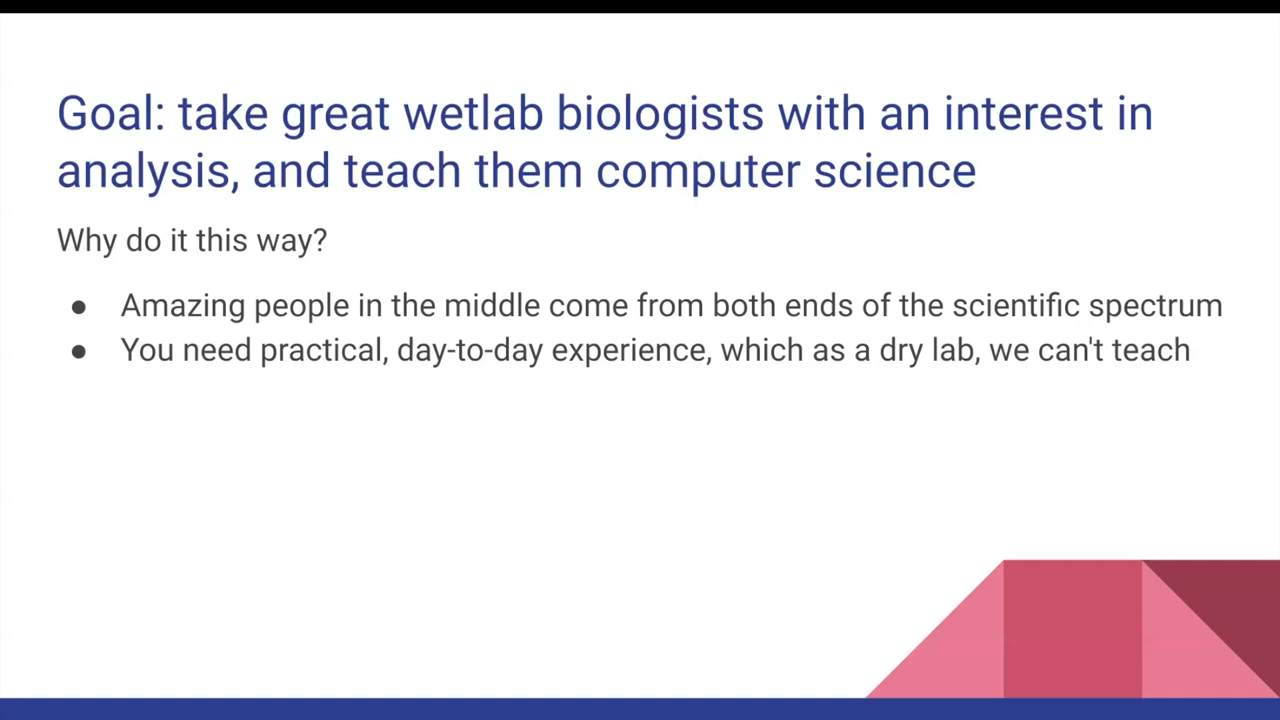 Goal: take great wetlab biologists with an interest in
analysis, and teach them computer science
Why do it this way?
● Amazing people in the middle come from both ends of the scientific spectrum
● You need practical, day-to-day experience, which as a dry lab, we can't teach